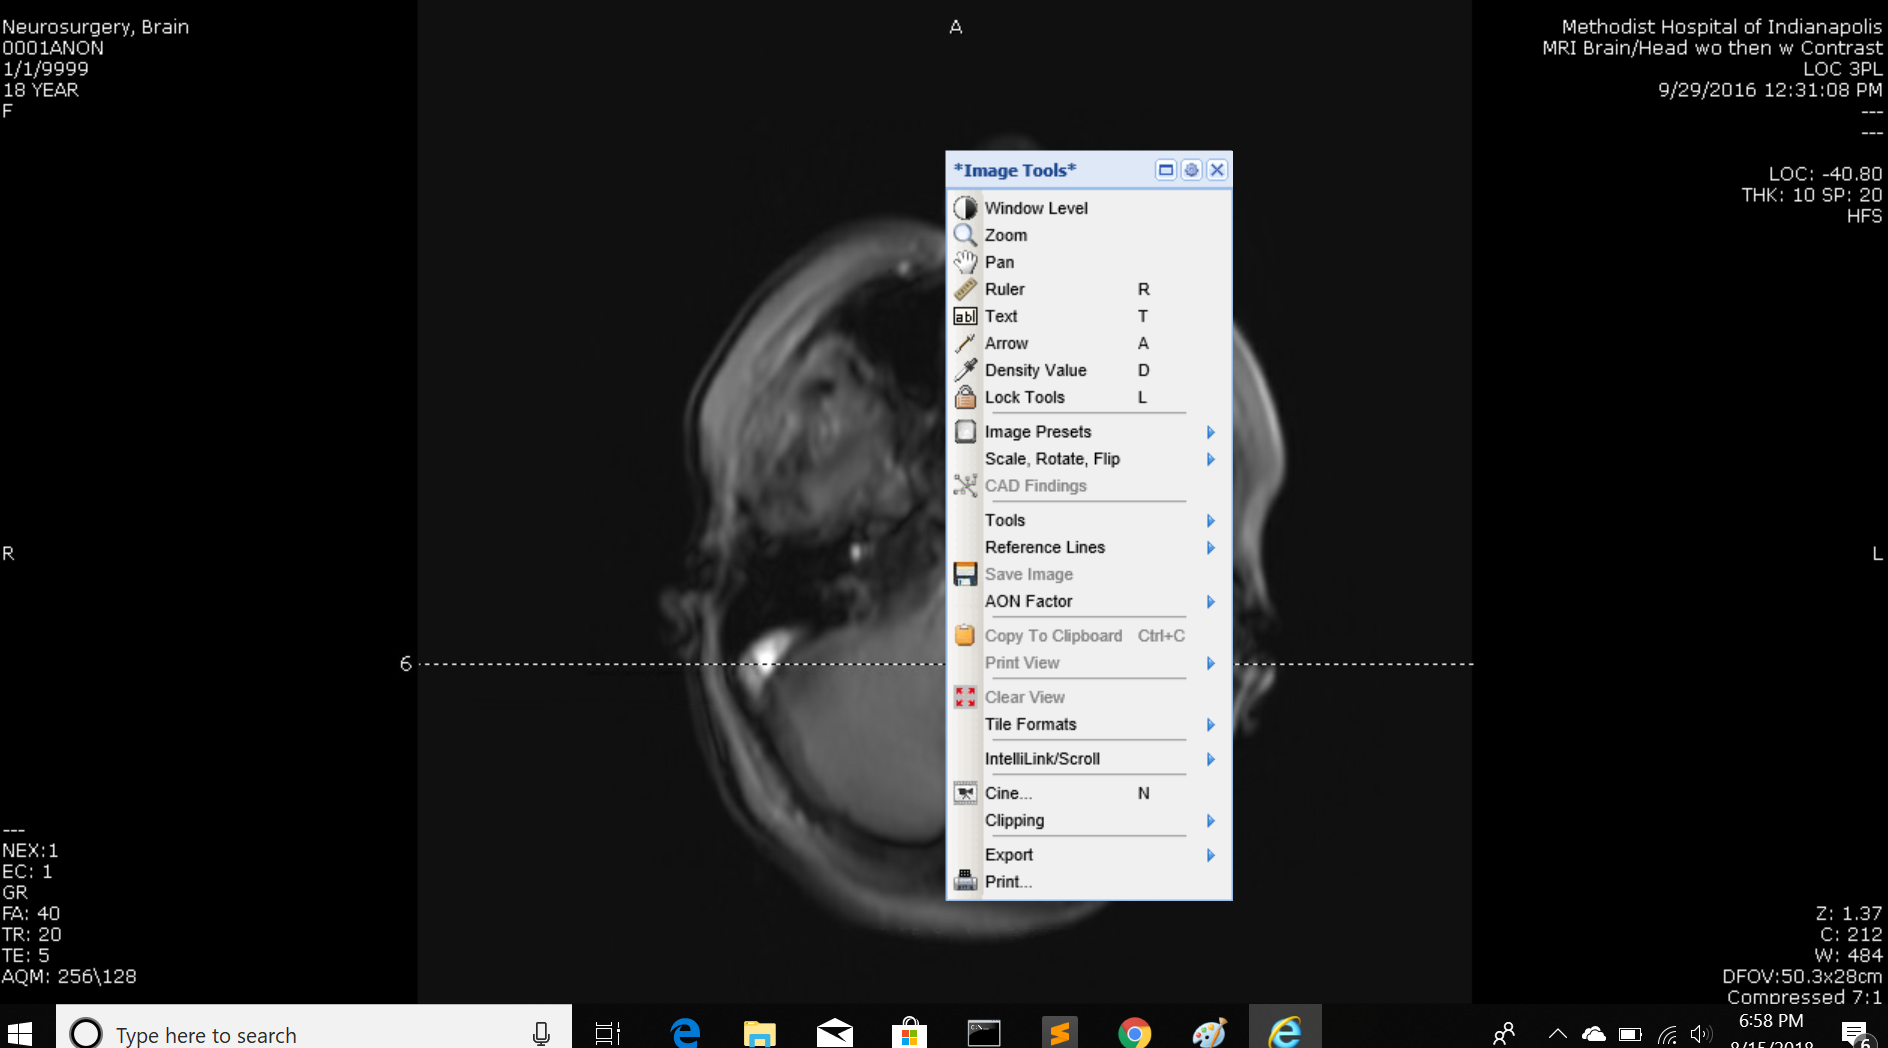 Neurosurgery, Brain
0001ANON
1/1/9999
18 YEAR
F
A
Methodist Hospital of Indianapolis
MRI Brain/Head wo then w Contrast
LOC 3PL
9/29/2016 12:31:08 PM
---
---
LOC: -40.80
THK: 10 SP: 20
HFS
*Image Tools*
Window Level
Zoom
Pan
Ruler R
abl Text T
Arrow A
Density Value D
Lock Tools L
Image Presets
Scale, Rotate, Flip
CAD Findings
Tools
Reference Lines
Save Image
AON Factor
Copy To Clipboard Ctrl+C
Print View
Clear View
Tile Formats
IntelliLink/Scroll
Cine... N
Clipping
Export
Print...
R
L
6
---
NEX:1
EC: 1
GR
FA: 40
TR: 20
TE: 5
AQM: 256\128
Z: 1.37
C: 212
W: 484
DFOV:50.3x28cm
Compressed 7:1
Type here to search
6:58 PM
8/15/2018
6